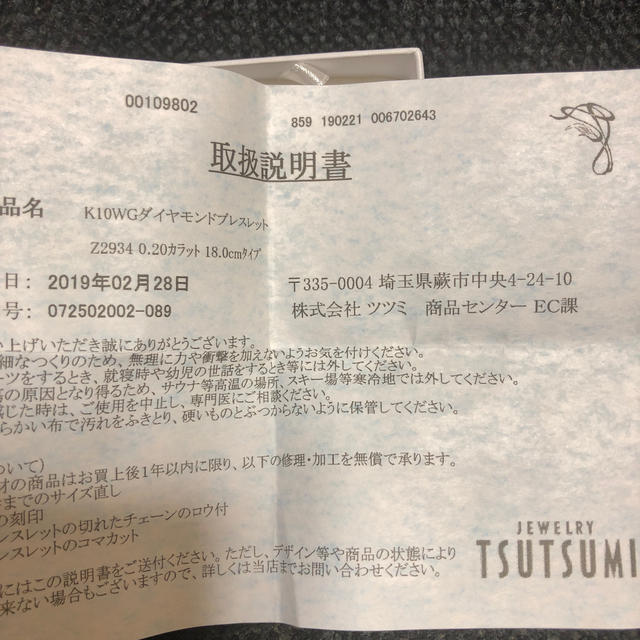 00109802
859 190221 006702643
取扱説明書
品名 K10WGダイヤモンドブレスレット
Z2934 0.20カラット 18.0cmタイプ
日: 2019年02月28日
号: 072502002-089
〒335-0004 埼玉県蕨市中央4-24-10
株式会社 ツツミ 商品センター EC課
い上げいただき誠にありがとうございます。
細なつくりのため、無理に力や衝撃を加えないようお気を付けください。
ーツをするとき、就寝時や幼児の世話をするとき等には外してください。
の原因となり得るため、サウナ等高温の場所、スキー場等寒冷地では外してください。
感じた時は、ご使用を中止し、専門医にご相談ください。
らかい布で汚れをふきとり、硬いものとぶつからないように保管してください。
ついて)
オの商品はお買上後1年以内に限り、以下の修理・加工を無償で承ります。
までのサイズ直し
の刻印
レスレットの切れたチェーンのロウ付
レスレットのコマカット
にはこの説明書をご送付ください。ただし、デザイン等や商品の状態により
来ない場合もございますので、詳しくは当店までお問い合わせください。
JEWELRY
TSUTSUMI